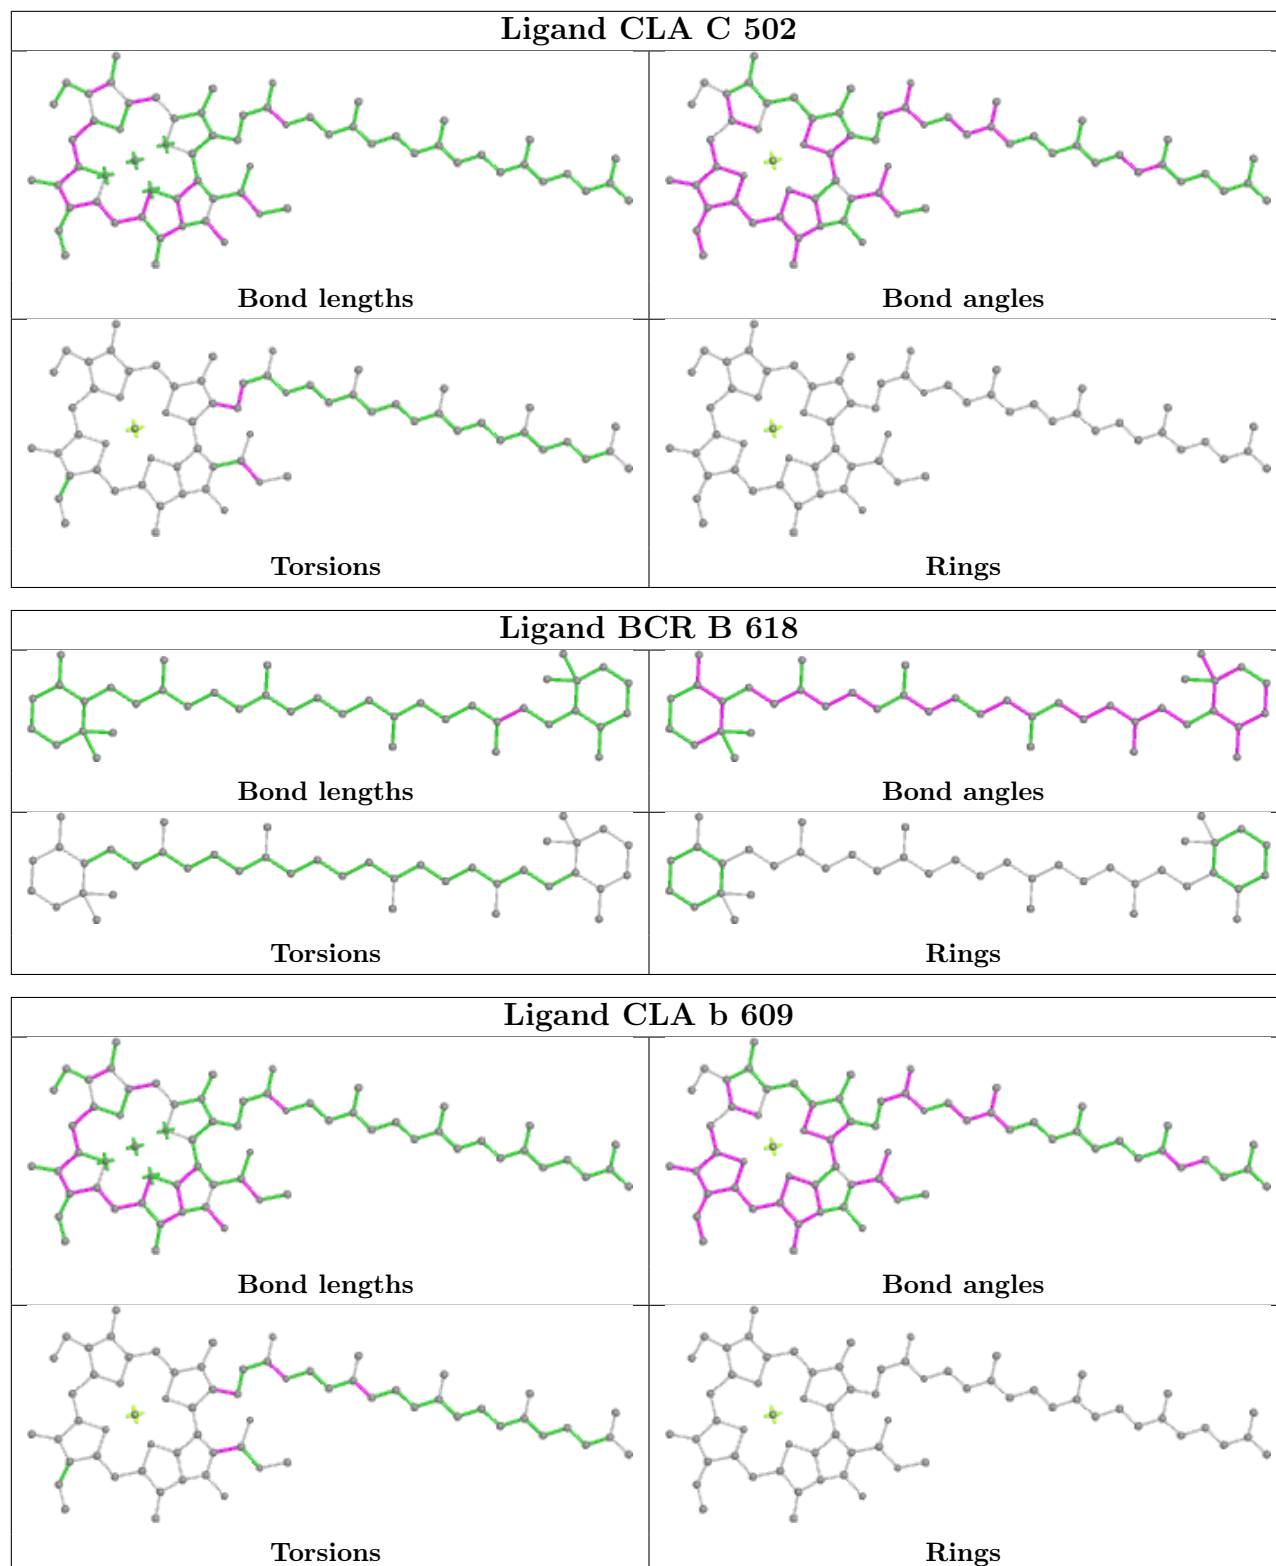 Ligand CLA C 502
Bond lengths
Bond angles
Torsions
Rings
Ligand BCR B 618
Bond lengths
Bond angles
Torsions
Rings
Ligand CLA b 609
Bond lengths
Bond angles
Torsions
Rings